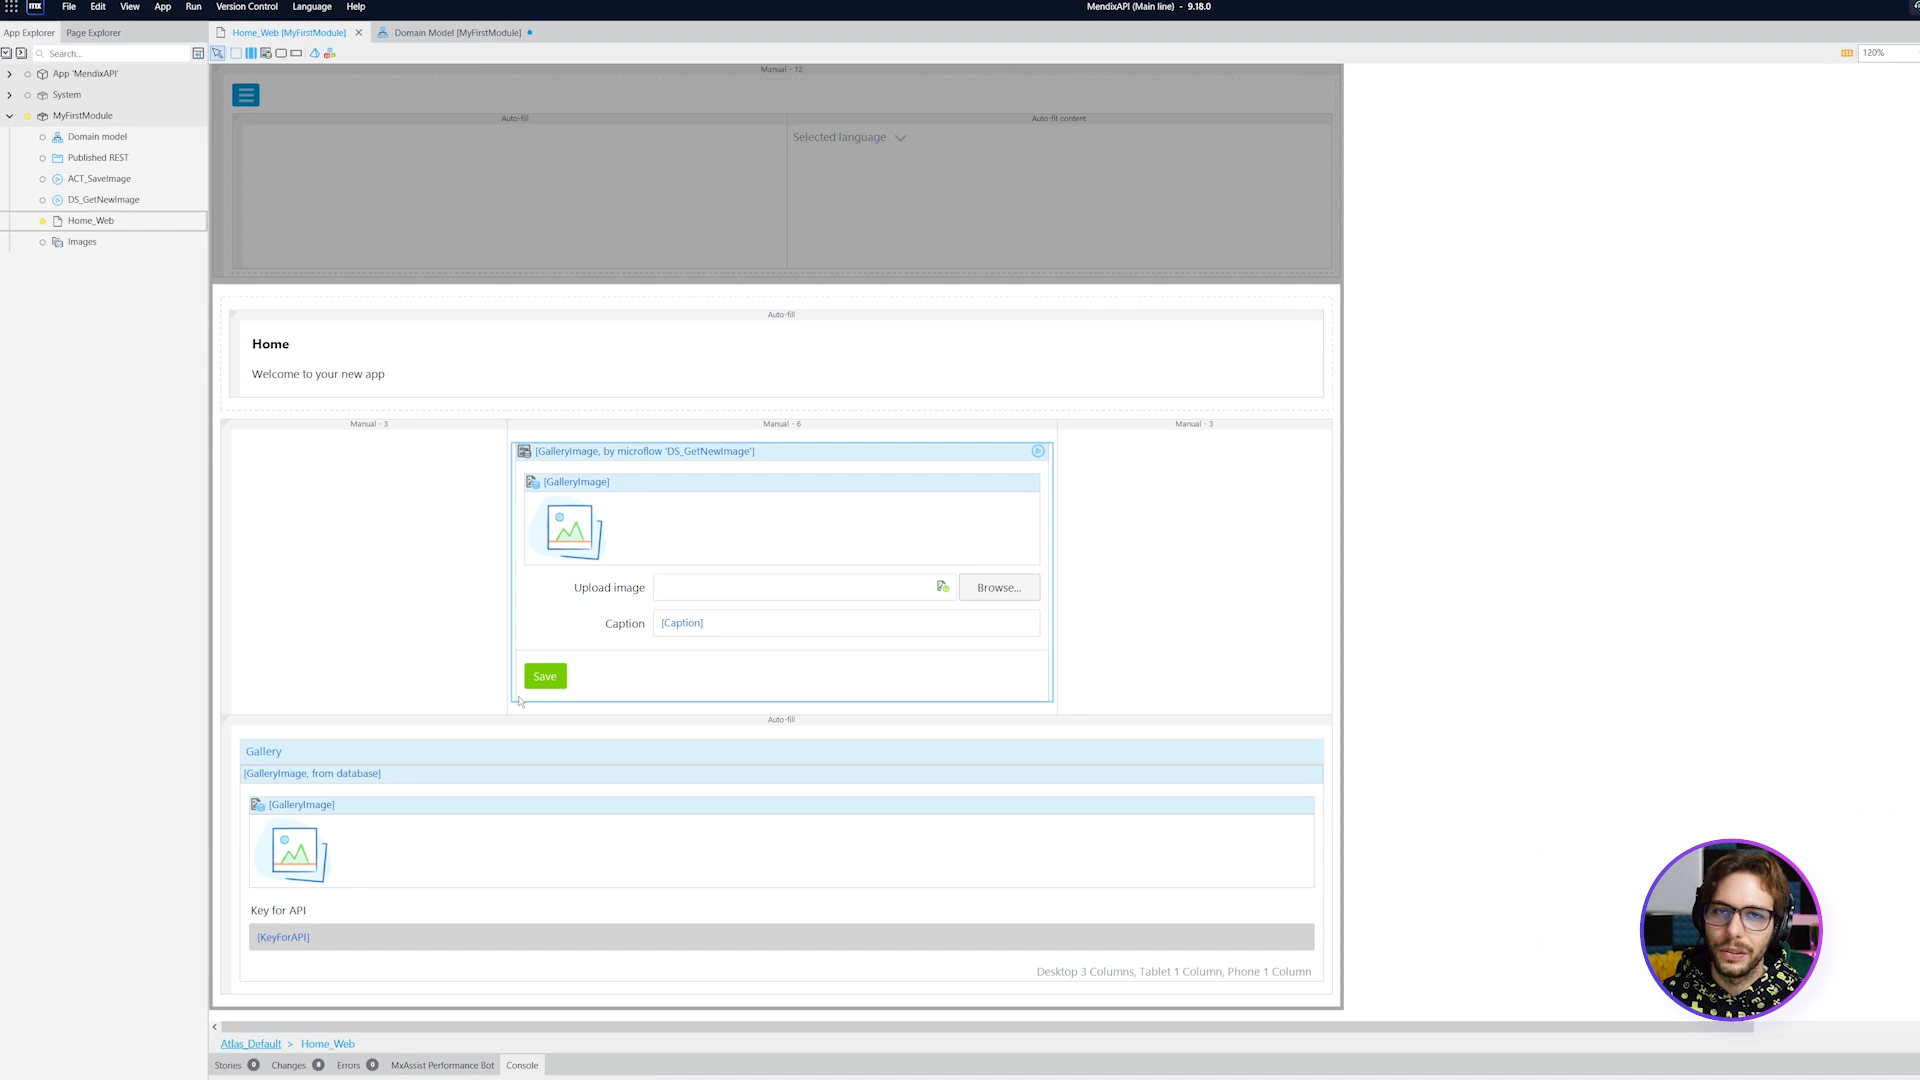 mx File Edit View App Run Version Control Language Help MendixAPI (Main line) - 9.18.0
App Explorer Page Explorer Home_Web [MyFirstModule] Domain Model [MyFirstModule]
Search... 120%
App 'MendixAPI'
System
MyFirstModule
Domain model
Published REST
ACT_SaveImage
DS_GetNewImage
Home_Web
Images
Manual - 12
Auto-fill Auto-fit content
Selected language
Auto-fill
Home
Welcome to your new app
Manual - 3 Manual - 6 Manual - 3
[GalleryImage, by microflow 'DS_GetNewImage']
[GalleryImage]
Upload image Browse...
Caption [Caption]
Save
Auto-fill
Gallery
[GalleryImage, from database]
[GalleryImage]
Key for API
[KeyForAPI]
Desktop 3 Columns, Tablet 1 Column, Phone 1 Column
Atlas_Default > Home_Web
Stories 0 Changes 8 Errors 0 MxAssist Performance Bot Console